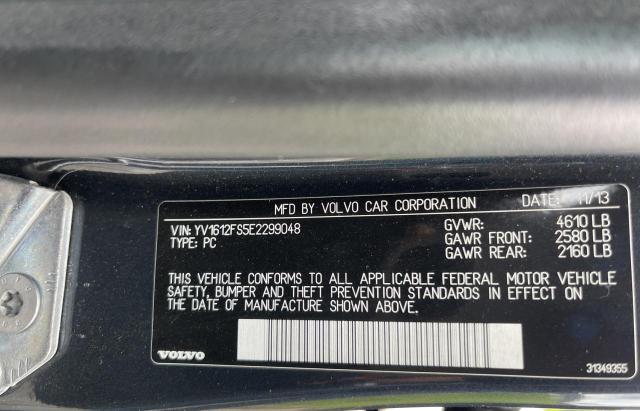 MFD BY VOLVO CAR CORPORATION DATE: 11/13
VIN: YV1612FS5E2299048 GVWR: 4610 LB
TYPE: PC GAWR FRONT: 2580 LB
GAWR REAR: 2160 LB
THIS VEHICLE CONFORMS TO ALL APPLICABLE FEDERAL MOTOR VEHICLE
SAFETY, BUMPER AND THEFT PREVENTION STANDARDS IN EFFECT ON
THE DATE OF MANUFACTURE SHOWN ABOVE.
VOLVO 31349355